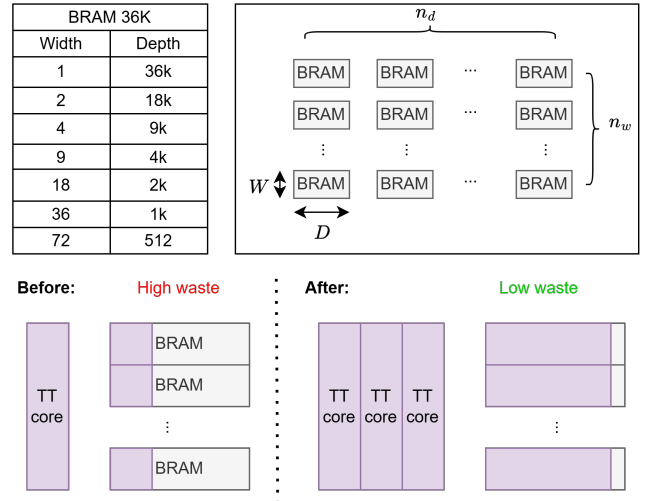 BRAM 36K
Width Depth
1 36k
2 18k
4 9k
9 4k
18 2k
36 1k
72 512
n_d
BRAM BRAM ... BRAM
BRAM BRAM ... BRAM
⋮ ⋮ ⋮
BRAM BRAM ... BRAM
n_w
W
D
Before: High waste
TT
core
BRAM
BRAM
⋮
BRAM
After: Low waste
TT TT TT
core core core
⋮